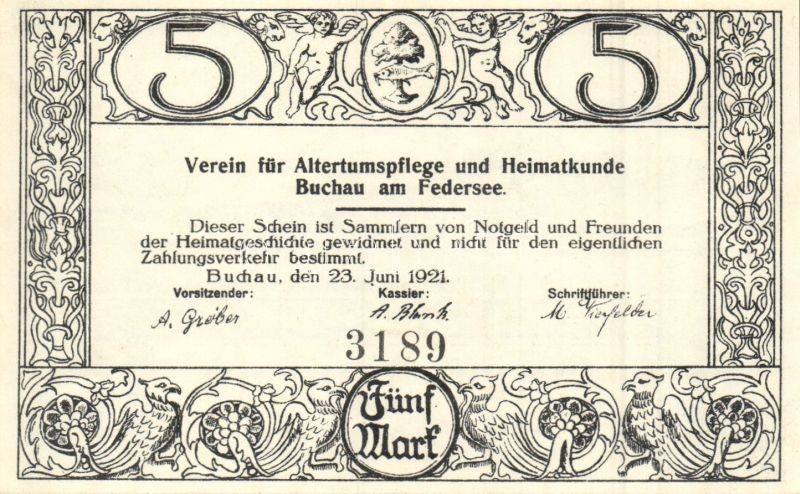 5 5
Verein für Altertumspflege und Heimatkunde
Buchau am Federsee.
Dieser Schein ist Sammlern von Notgeld und Freunden
der Heimatgeschichte gewidmet und nicht für den eigentlichen
Zahlungsverkehr bestimmt.
Buchau, den 23. Juni 1921.
Vorsitzender: Kassier: Schriftführer:
A. Gröber A. M.
3189
Fünf
Mark